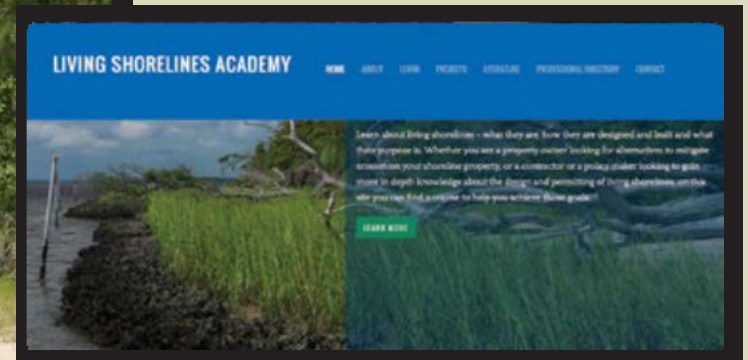 LIVING SHORELINES ACADEMY
HOME ABOUT LEARN PROJECTS LITERATURE PROFESSIONAL DIRECTORY CONTACT
Learn about living shorelines - what they are, how they are designed and built and what
their purpose is. Whether you are a property owner looking for alternatives to mitigate
erosion on your shoreline property, or a contractor or a policy maker looking to gain
more in depth knowledge about the design and permitting of living shorelines, on this
site you can find a course to help you achieve those goals.
LEARN MORE